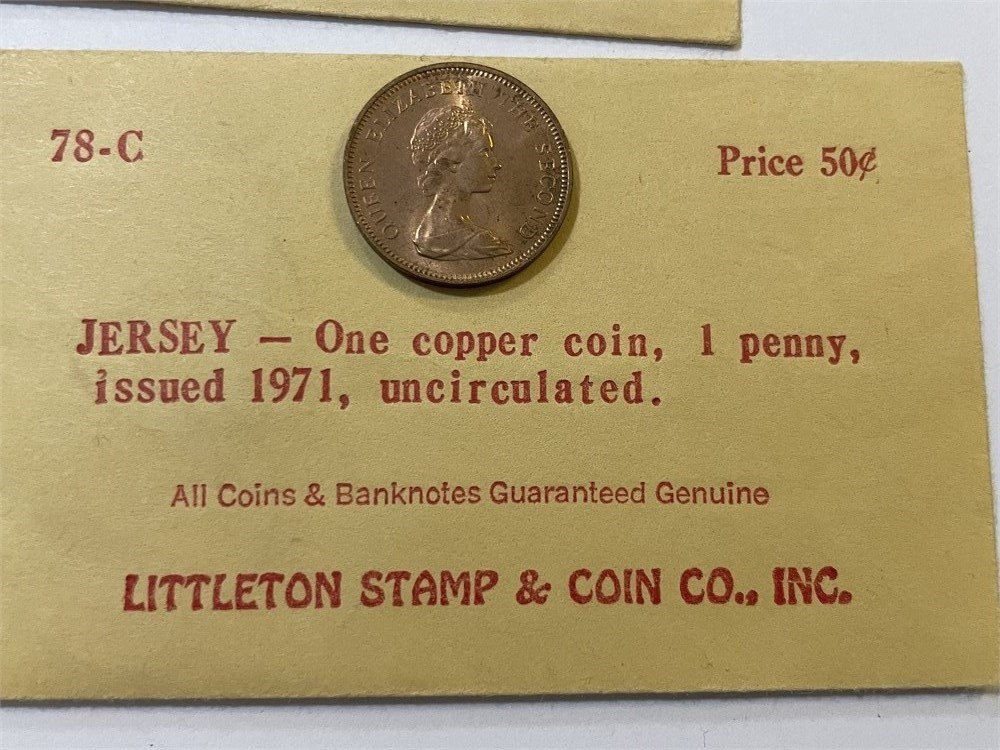 78-C
QUEEN ELIZABETH THE SECOND
Price 50¢
JERSEY — One copper coin, 1 penny,
issued 1971, uncirculated.
All Coins & Banknotes Guaranteed Genuine
LITTLETON STAMP & COIN CO., INC.